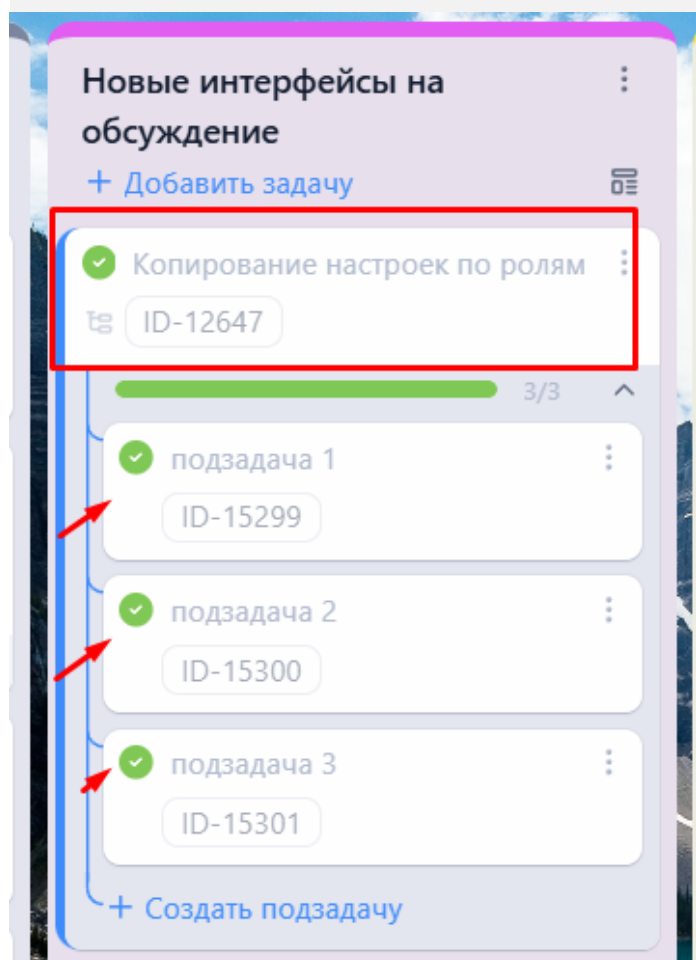 Новые интерфейсы на
обсуждение
+ Добавить задачу
Копирование настроек по ролям
ID-12647
3/3
подзадача 1
ID-15299
подзадача 2
ID-15300
подзадача 3
ID-15301
+ Создать подзадачу